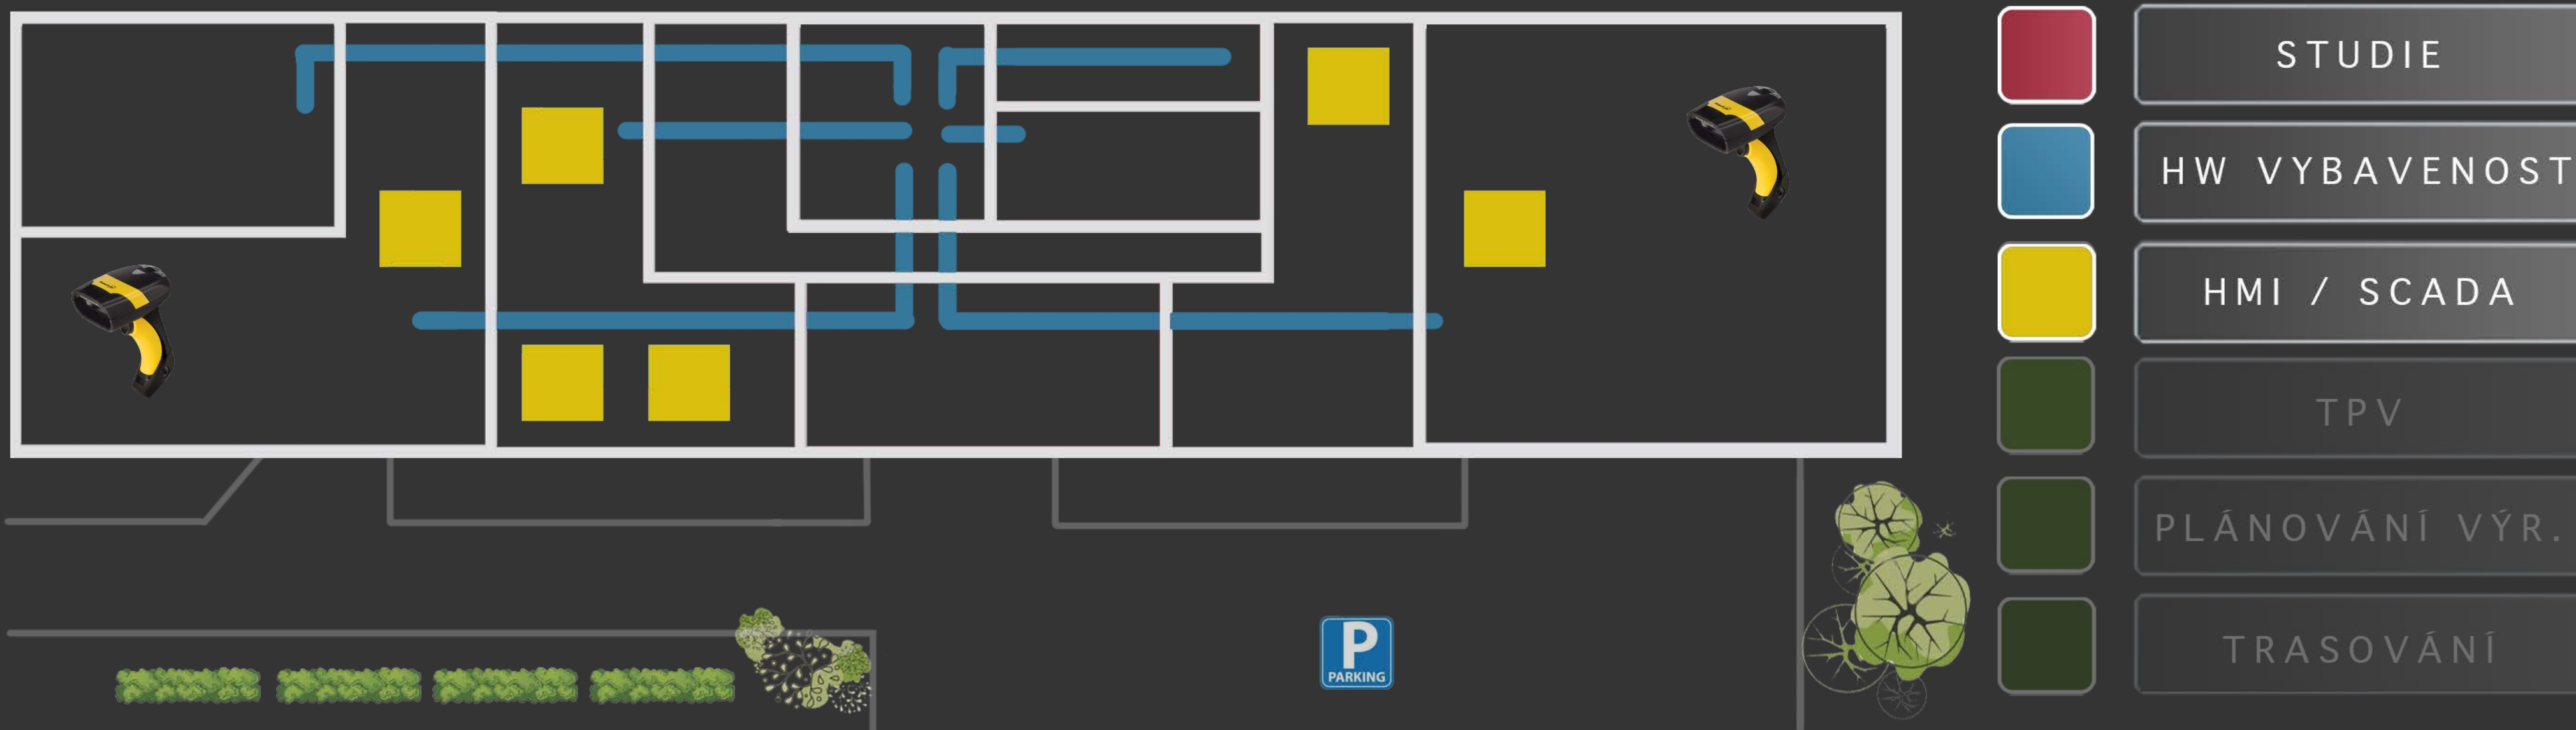 STUDIE
HW VYBAVENOST
HMI / SCADA
TPV
PLÁNOVÁNÍ VÝR.
TRASOVÁNÍ
P
PARKING